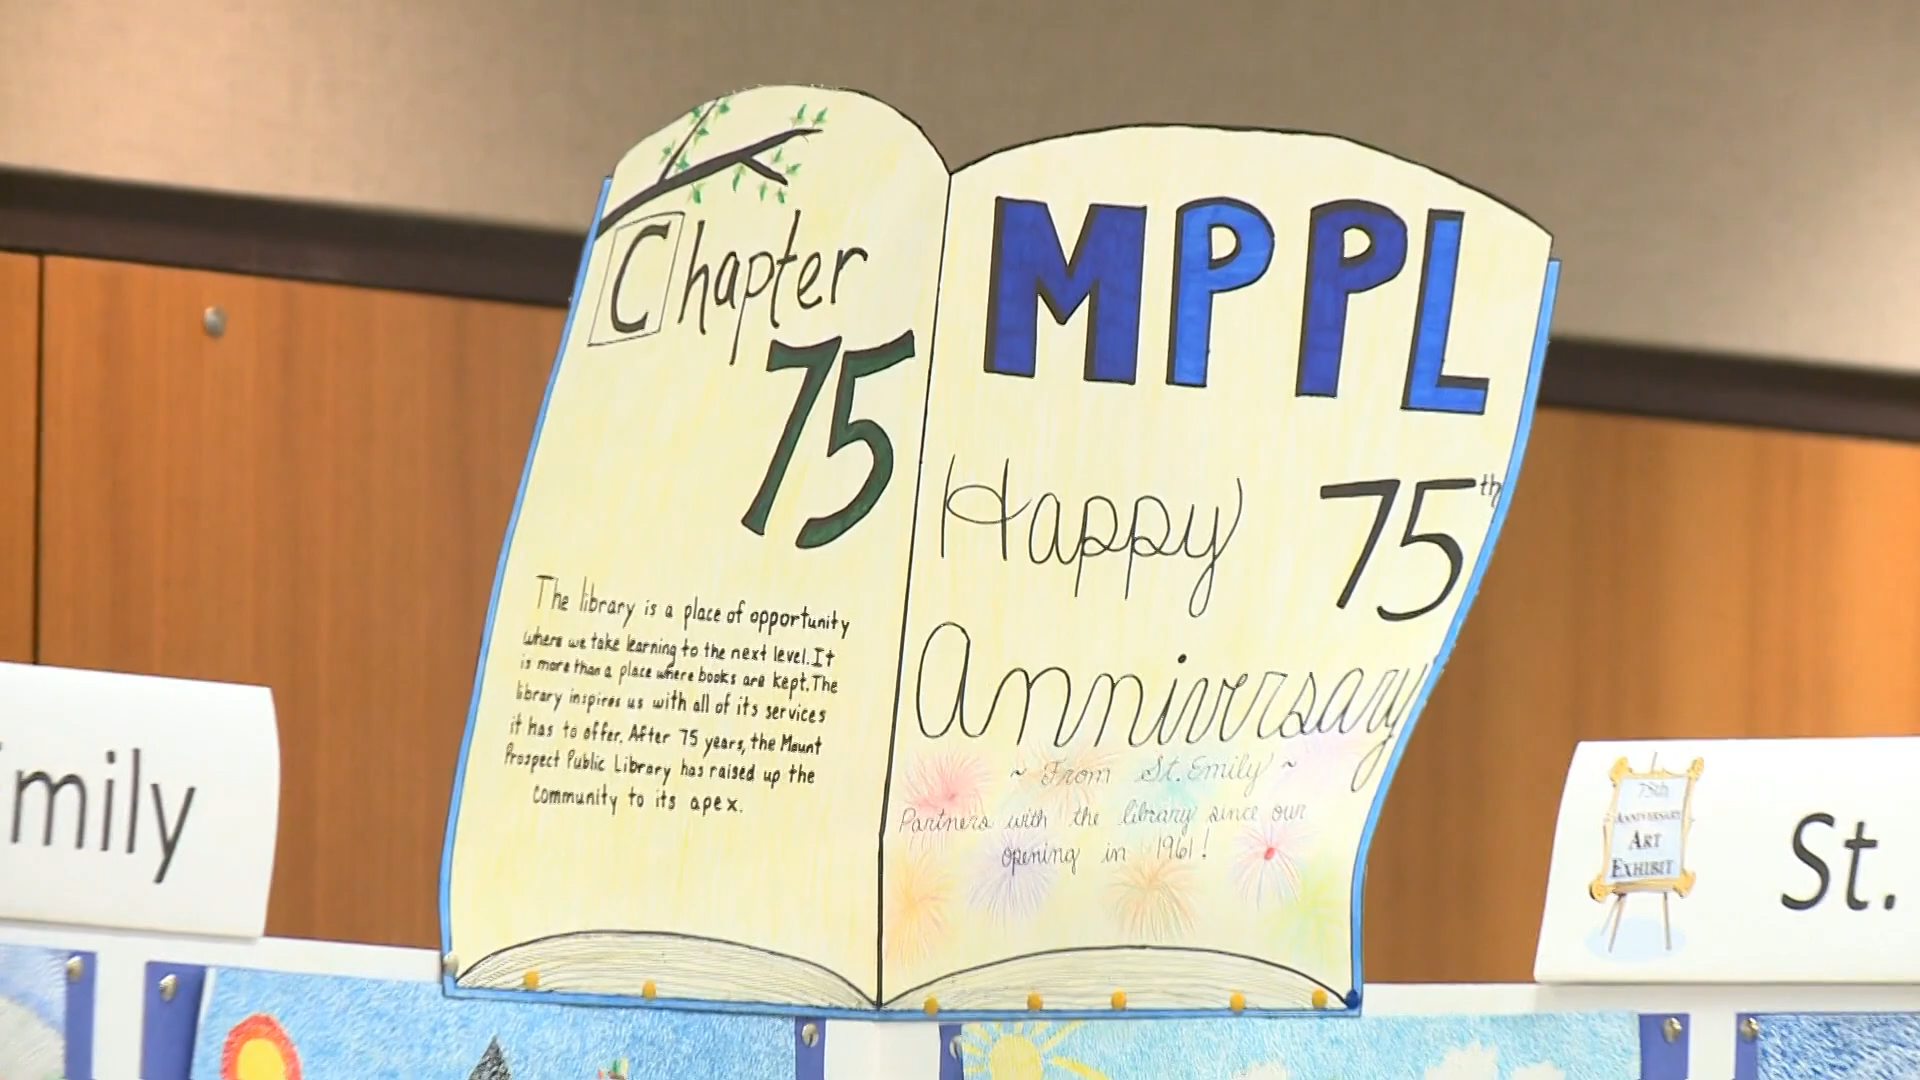 Chapter
75
The library is a place of opportunity
where we take learning to the next level. It
is more than a place where books are kept. The
library inspires us with all of its services
it has to offer. After 75 years, the Mount
Prospect Public Library has raised up the
community to its apex.
MPPL
Happy 75th
Anniversary
~ From St. Emily ~
Partners with the library since our
opening in 1961!
mily
75th
Anniversary
Art
Exhibit
St.